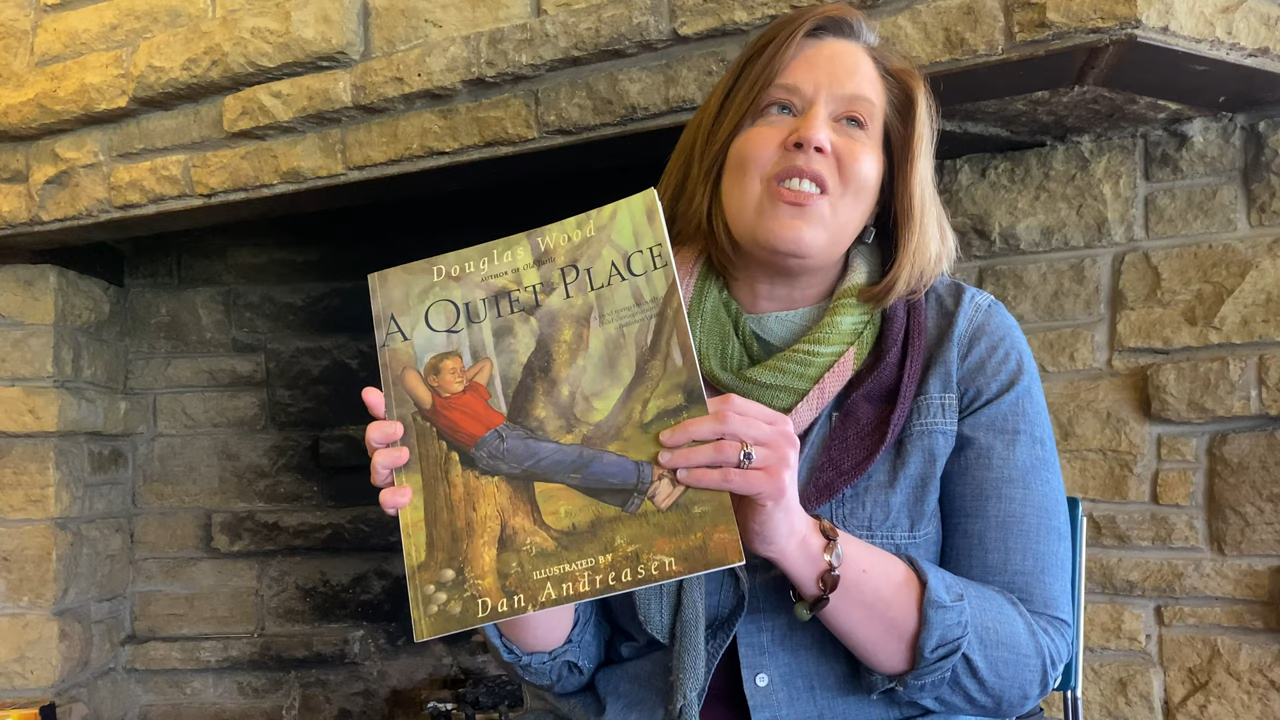 Douglas Wood
AUTHOR OF Old Turtle
A QUIET PLACE
ILLUSTRATED BY
Dan Andreasen